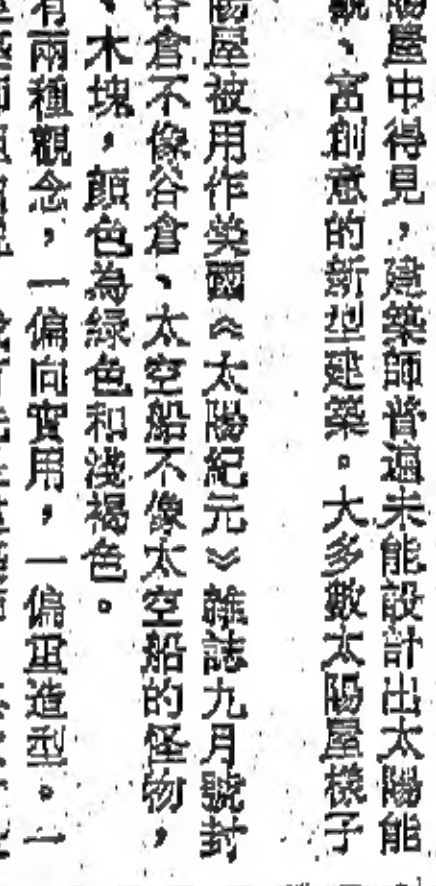 陽屋中得見，建築師普遍未能設計出太陽能
觀、富創意的新型建築。大多數太陽屋樣子
陽屋被用作美國《太陽紀元》雜誌九月號封
谷倉不像谷倉、太空船不像太空船的怪物，
、木塊，顏色為綠色和淺褐色。
有兩種觀念，一偏向實用，一偏重造型。一